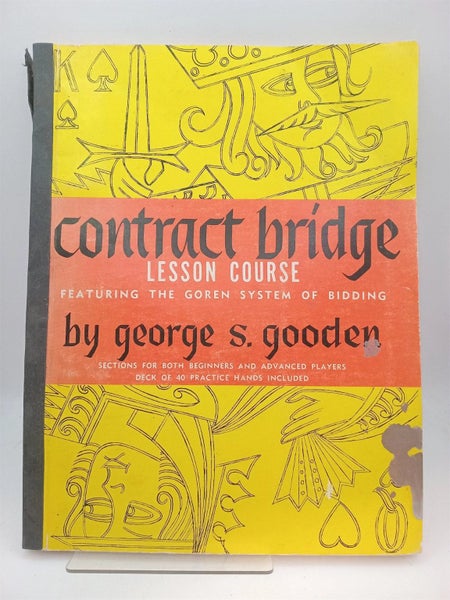 K
contract bridge
LESSON COURSE
FEATURING THE GOREN SYSTEM OF BIDDING
by george s. gooden
SECTIONS FOR BOTH BEGINNERS AND ADVANCED PLAYERS
DECK OF 40 PRACTICE HANDS INCLUDED